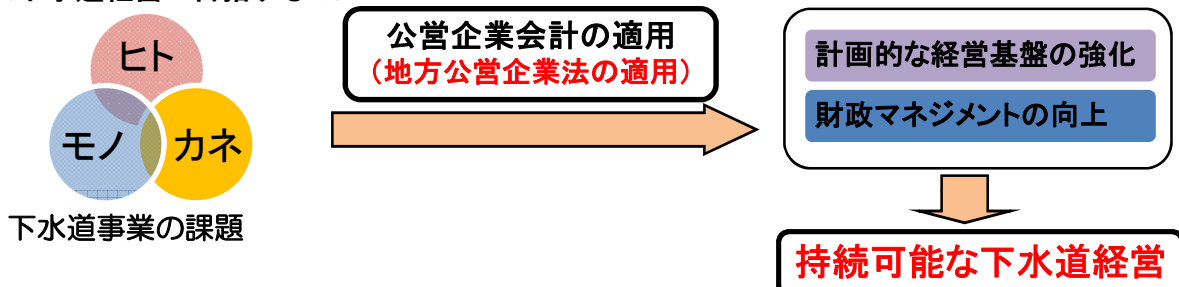 ヒト
モノ
カネ
下水道事業の課題
公営企業会計の適用
（地方公営企業法の適用）
計画的な経営基盤の強化
財政マネジメントの向上
持続可能な下水道経営